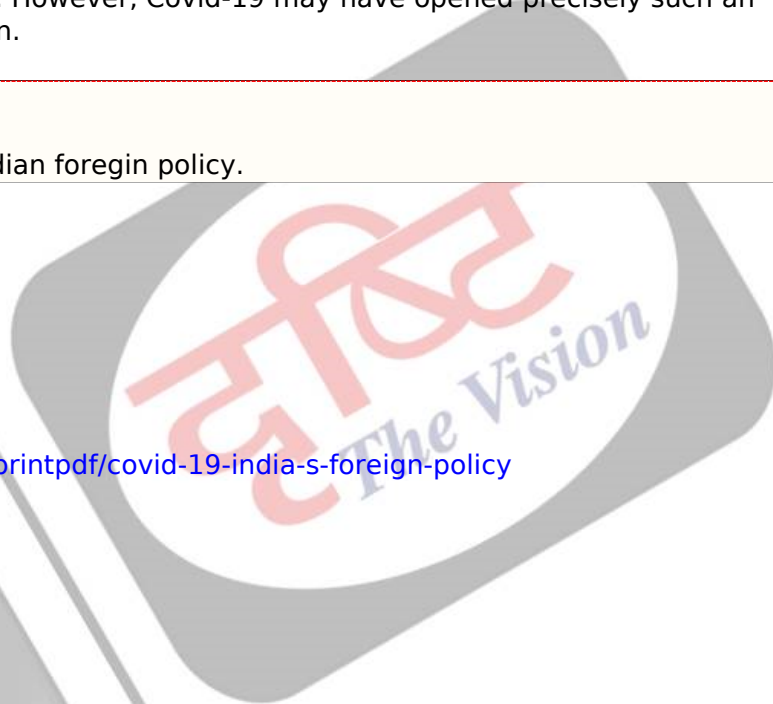 . However, Covid-19 may have opened precisely such an
n.
dian foregin policy.
दृष्टि
The Vision
printpdf/covid-19-india-s-foreign-policy